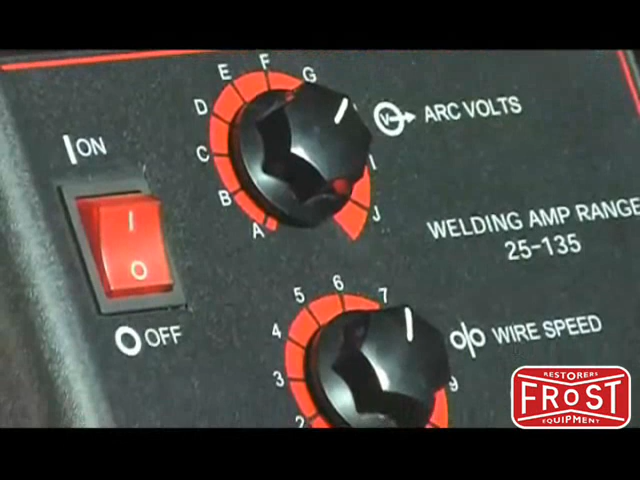 F
E
G
D
ARC VOLTS
V
ON
C
I
B
J
A
WELDING AMP RANGE
25-135
I
O
6
5
7
OFF
4
WIRE SPEED
3
9
2
RESTORERS
FROST
EQUIPMENT